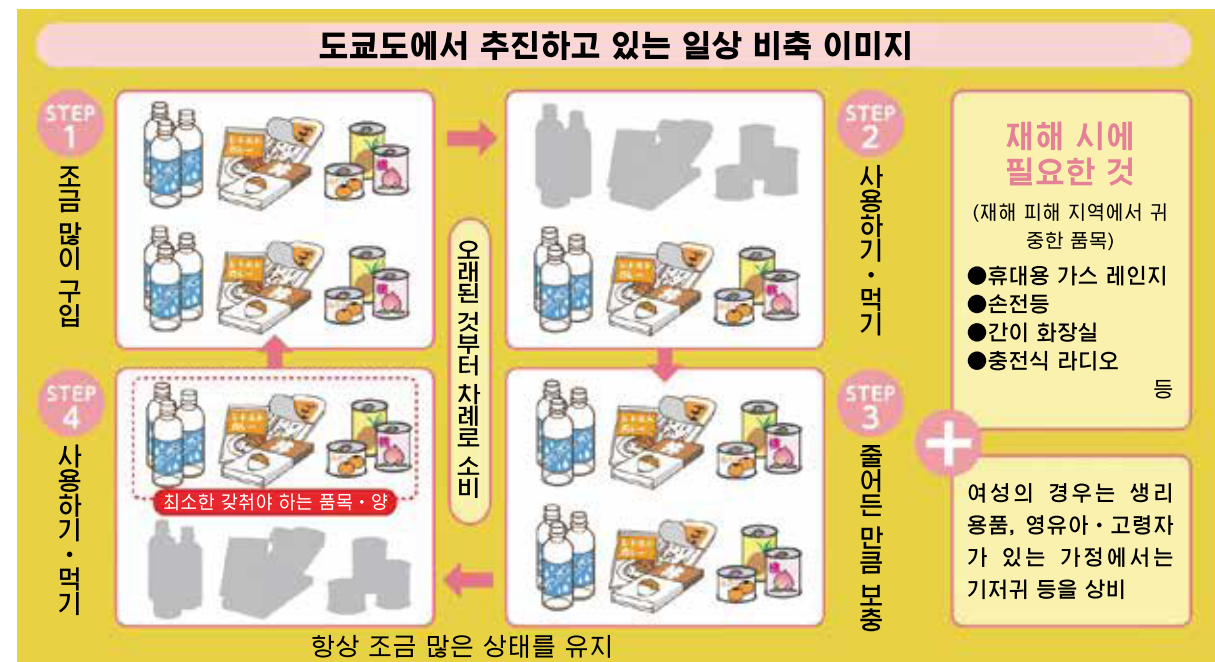 도쿄도에서 추진하고 있는 일상 비축 이미지
STEP
1
조금 많이 구입
STEP
2
사용하기・먹기
오래된 것부터 차례로 소비
STEP
4
사용하기・먹기
최소한 갖춰야 하는 품목・양
STEP
3
줄어든 만큼 보충
항상 조금 많은 상태를 유지
재해 시에
필요한 것
(재해 피해 지역에서 귀
중한 품목)
●휴대용 가스 레인지
●손전등
●간이 화장실
●충전식 라디오
등
여성의 경우는 생리
용품, 영유아・고령자
가 있는 가정에서는
기저귀 등을 상비